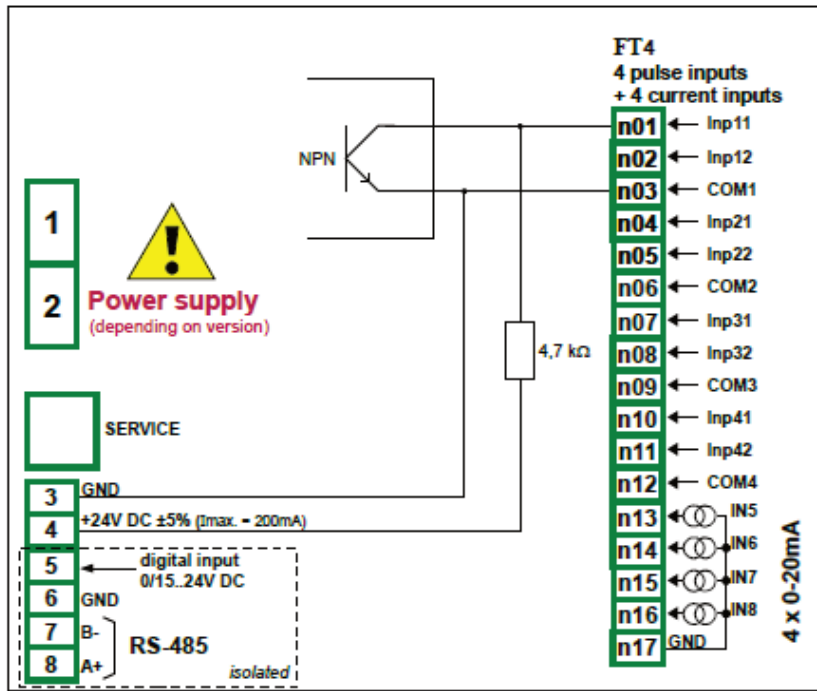 FT4
4 pulse inputs
+ 4 current inputs
n01 Inp11
n02 Inp12
n03 COM1
n04 Inp21
n05 Inp22
n06 COM2
n07 Inp31
n08 Inp32
n09 COM3
n10 Inp41
n11 Inp42
n12 COM4
n13 IN5
n14 IN6
n15 IN7
n16 IN8
n17 GND
4 x 0-20mA
NPN
4,7 kΩ
1
2
!
Power supply
(depending on version)
SERVICE
3 GND
4 +24V DC ±5% (Imax. = 200mA)
5 digital input
0/15..24V DC
6 GND
7 B-
8 A+
RS-485
isolated